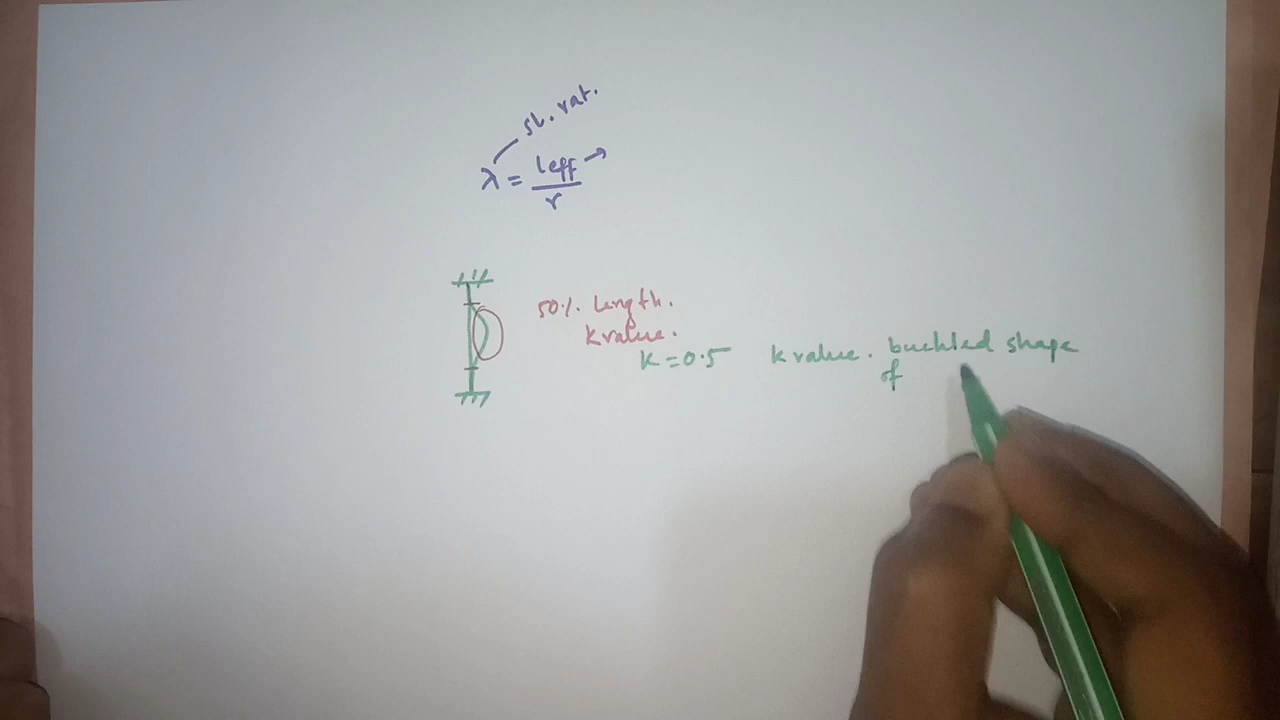 sl. rat.
λ = leff →
r
50%. length.
k value.
k = 0.5 k value. buckled shape
of